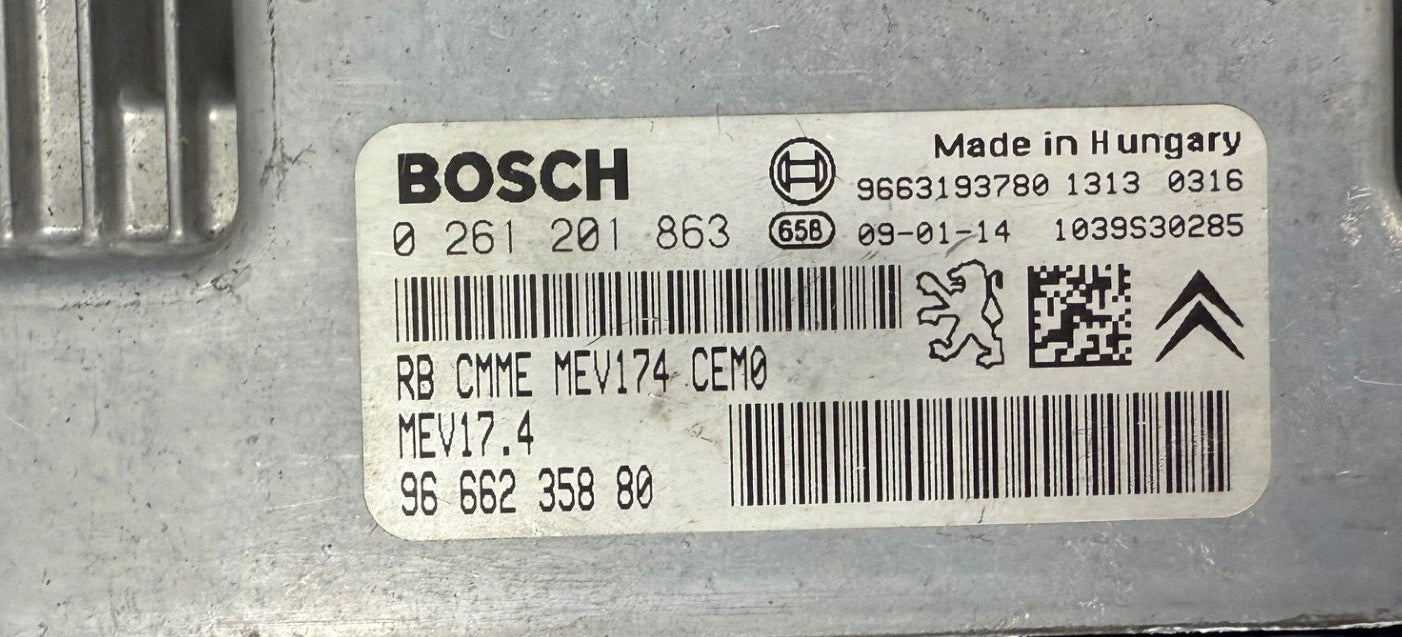 BOSCH
Made in Hungary
9663193780 1313 0316
0 261 201 863
65B
09-01-14 1039S30285
RB CMME MEV174 CEM0
MEV17.4
96 662 358 80